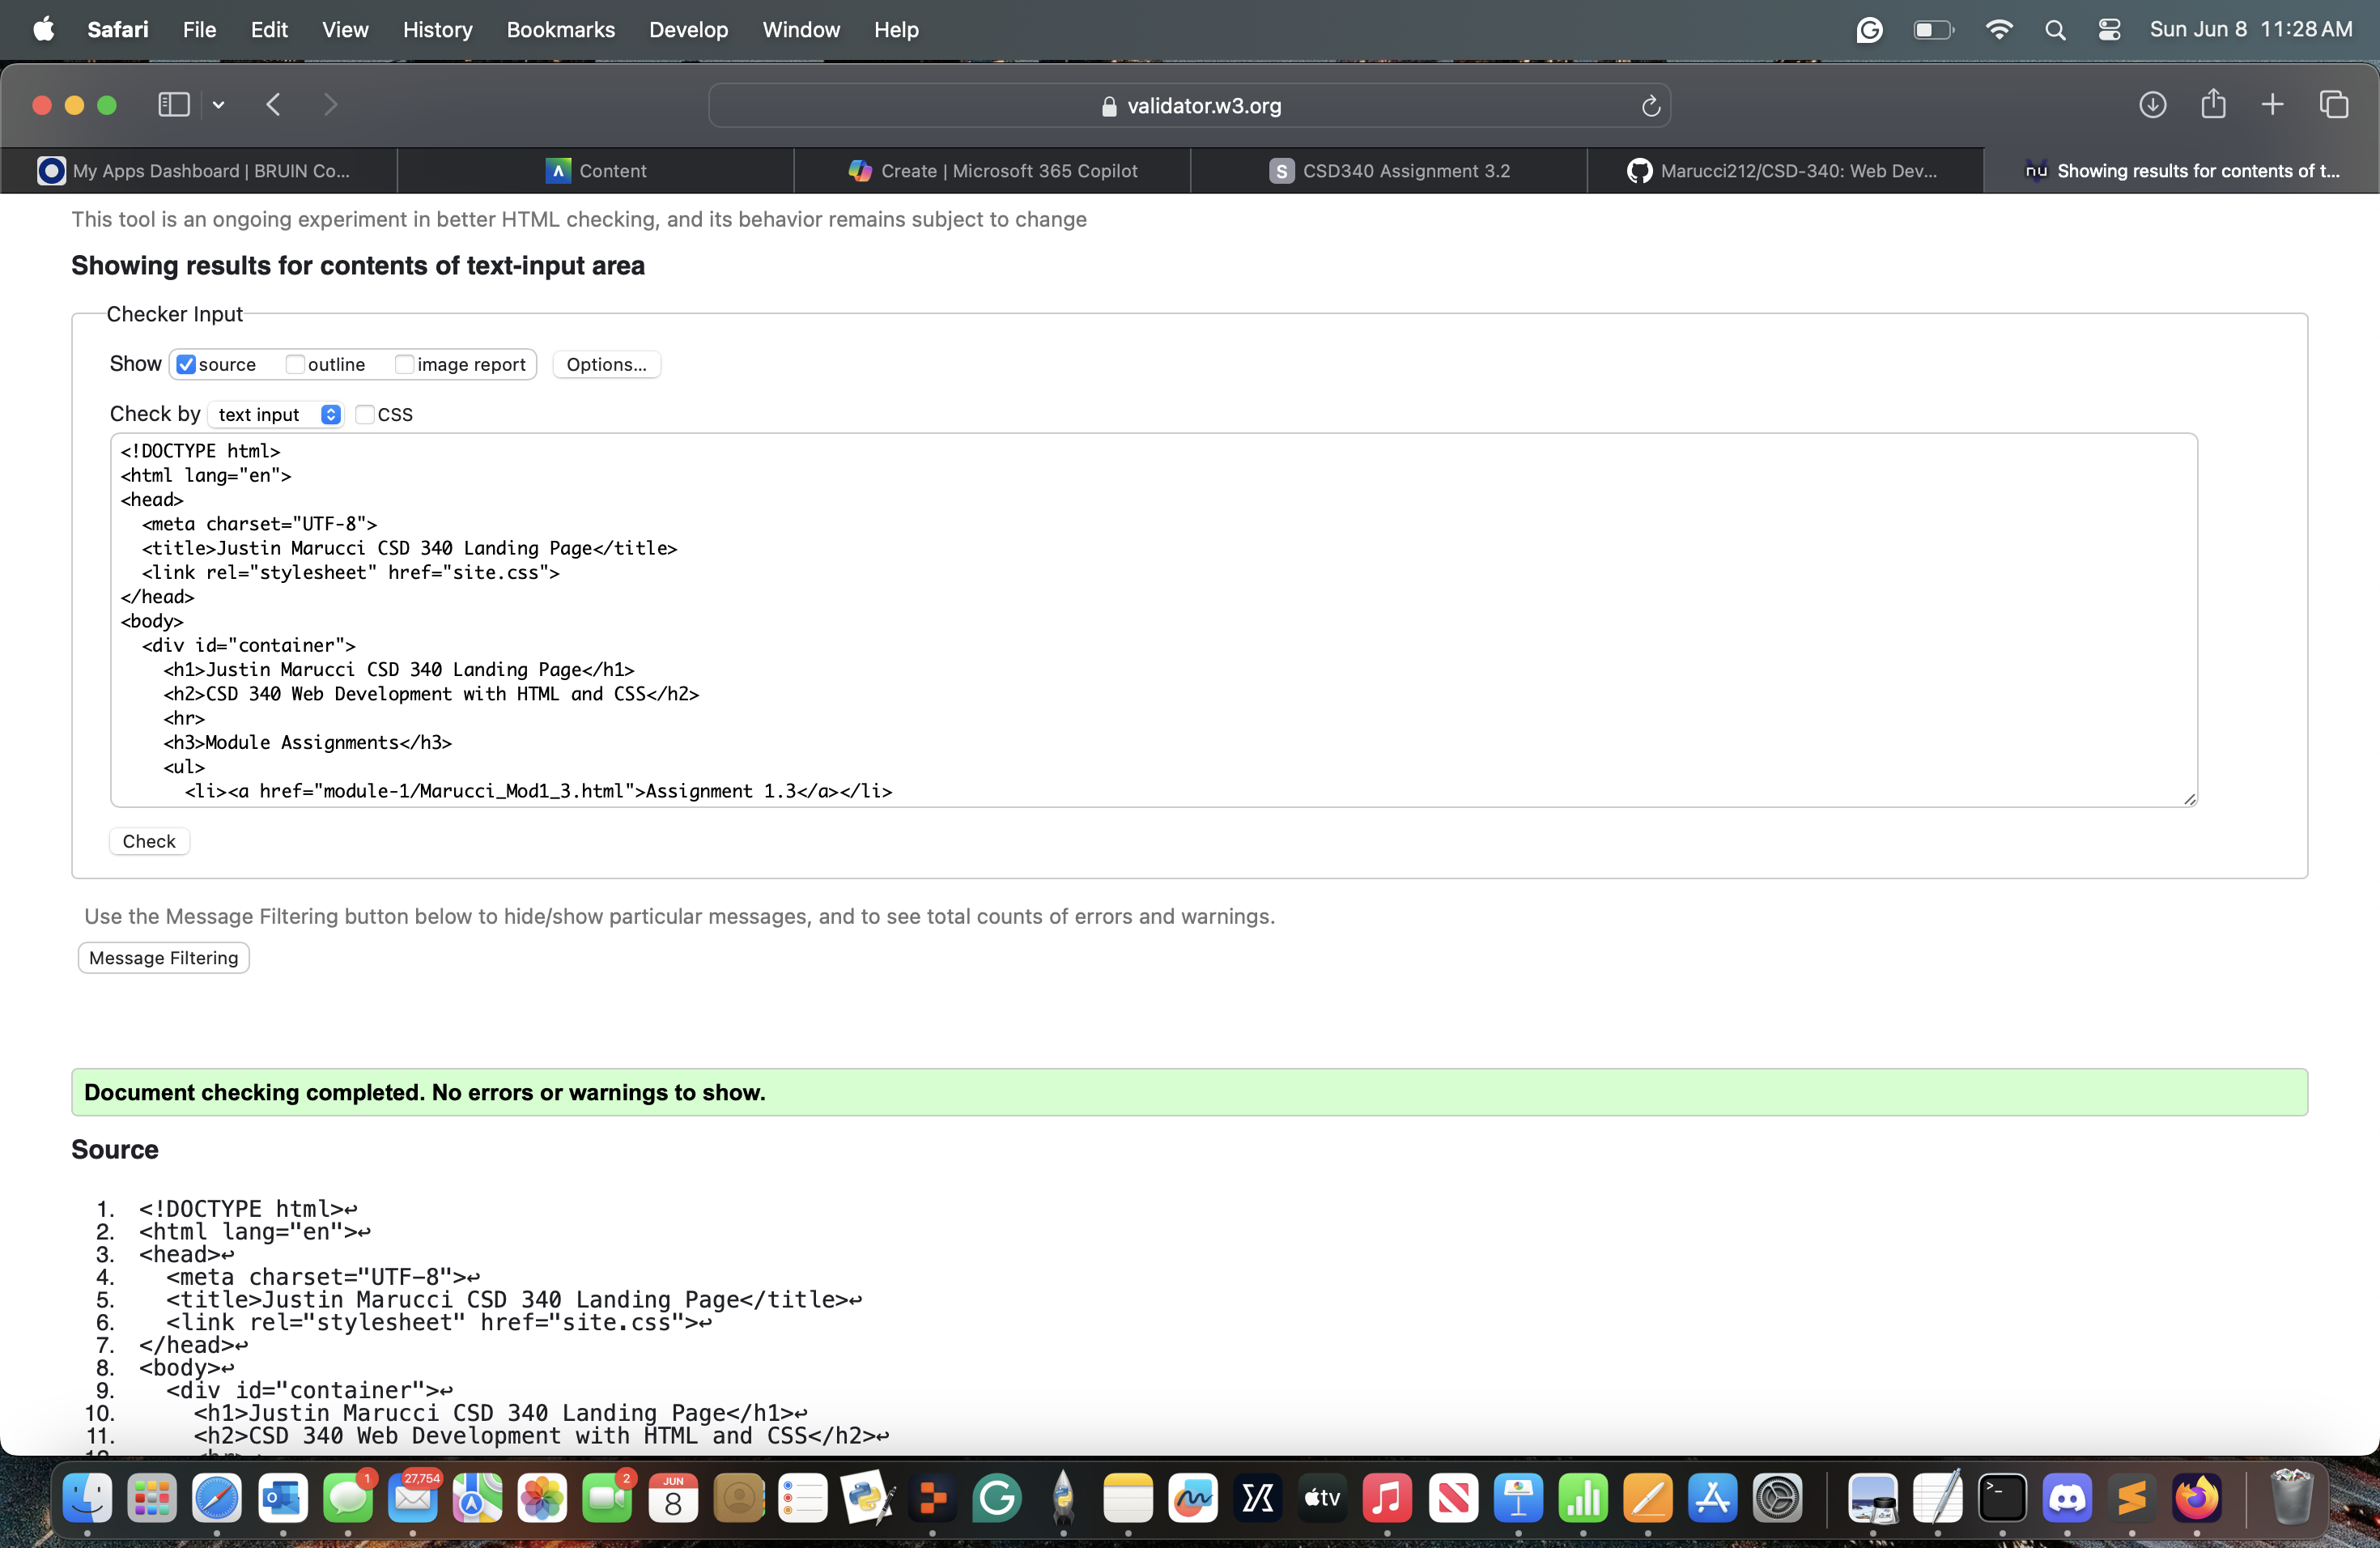 Safari File Edit View History Bookmarks Develop Window Help Sun Jun 8 11:28 AM
validator.w3.org
My Apps Dashboard | BRUIN Co... Content Create | Microsoft 365 Copilot S CSD340 Assignment 3.2 Marucci212/CSD-340: Web Dev... nu Showing results for contents of t...
This tool is an ongoing experiment in better HTML checking, and its behavior remains subject to change
Showing results for contents of text-input area
Checker Input
Show source outline image report Options...
Check by text input CSS
<!DOCTYPE html>
<html lang="en">
<head>
<meta charset="UTF-8">
<title>Justin Marucci CSD 340 Landing Page</title>
<link rel="stylesheet" href="site.css">
</head>
<body>
<div id="container">
<h1>Justin Marucci CSD 340 Landing Page</h1>
<h2>CSD 340 Web Development with HTML and CSS</h2>
<hr>
<h3>Module Assignments</h3>
<ul>
<li><a href="module-1/Marucci_Mod1_3.html">Assignment 1.3</a></li>
Check
Use the Message Filtering button below to hide/show particular messages, and to see total counts of errors and warnings.
Message Filtering
Document checking completed. No errors or warnings to show.
Source
1. <!DOCTYPE html>↩
2. <html lang="en">↩
3. <head>↩
4. <meta charset="UTF-8">↩
5. <title>Justin Marucci CSD 340 Landing Page</title>↩
6. <link rel="stylesheet" href="site.css">↩
7. </head>↩
8. <body>↩
9. <div id="container">↩
10. <h1>Justin Marucci CSD 340 Landing Page</h1>↩
11. <h2>CSD 340 Web Development with HTML and CSS</h2>↩
1 27,754 2 JUN 8 tv